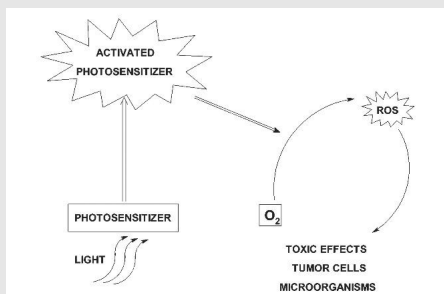 ACTIVATED
PHOTOSENSITIZER
ROS
PHOTOSENSITIZER
O₂
LIGHT
TOXIC EFFECTS
TUMOR CELLS
MICROORGANISMS